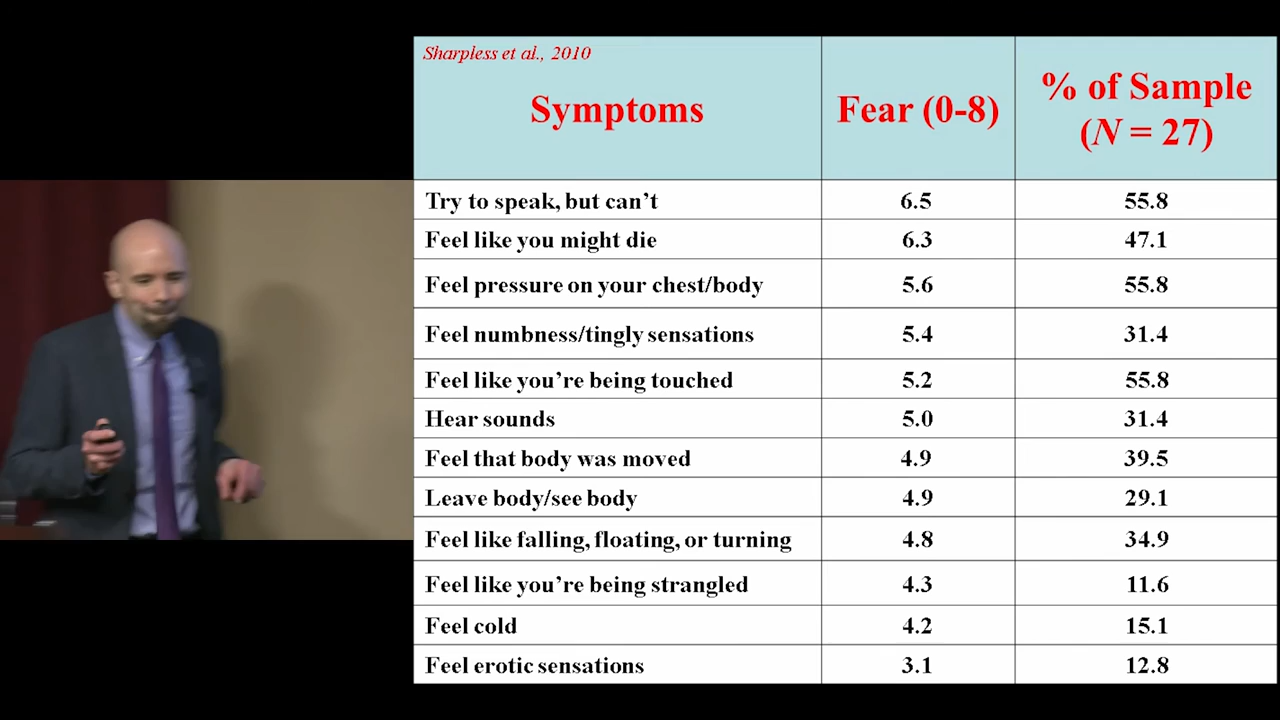 Sharpless et al., 2010
Symptoms
Fear (0-8)
% of Sample
(N = 27)
Try to speak, but can't 6.5 55.8
Feel like you might die 6.3 47.1
Feel pressure on your chest/body 5.6 55.8
Feel numbness/tingly sensations 5.4 31.4
Feel like you're being touched 5.2 55.8
Hear sounds 5.0 31.4
Feel that body was moved 4.9 39.5
Leave body/see body 4.9 29.1
Feel like falling, floating, or turning 4.8 34.9
Feel like you're being strangled 4.3 11.6
Feel cold 4.2 15.1
Feel erotic sensations 3.1 12.8